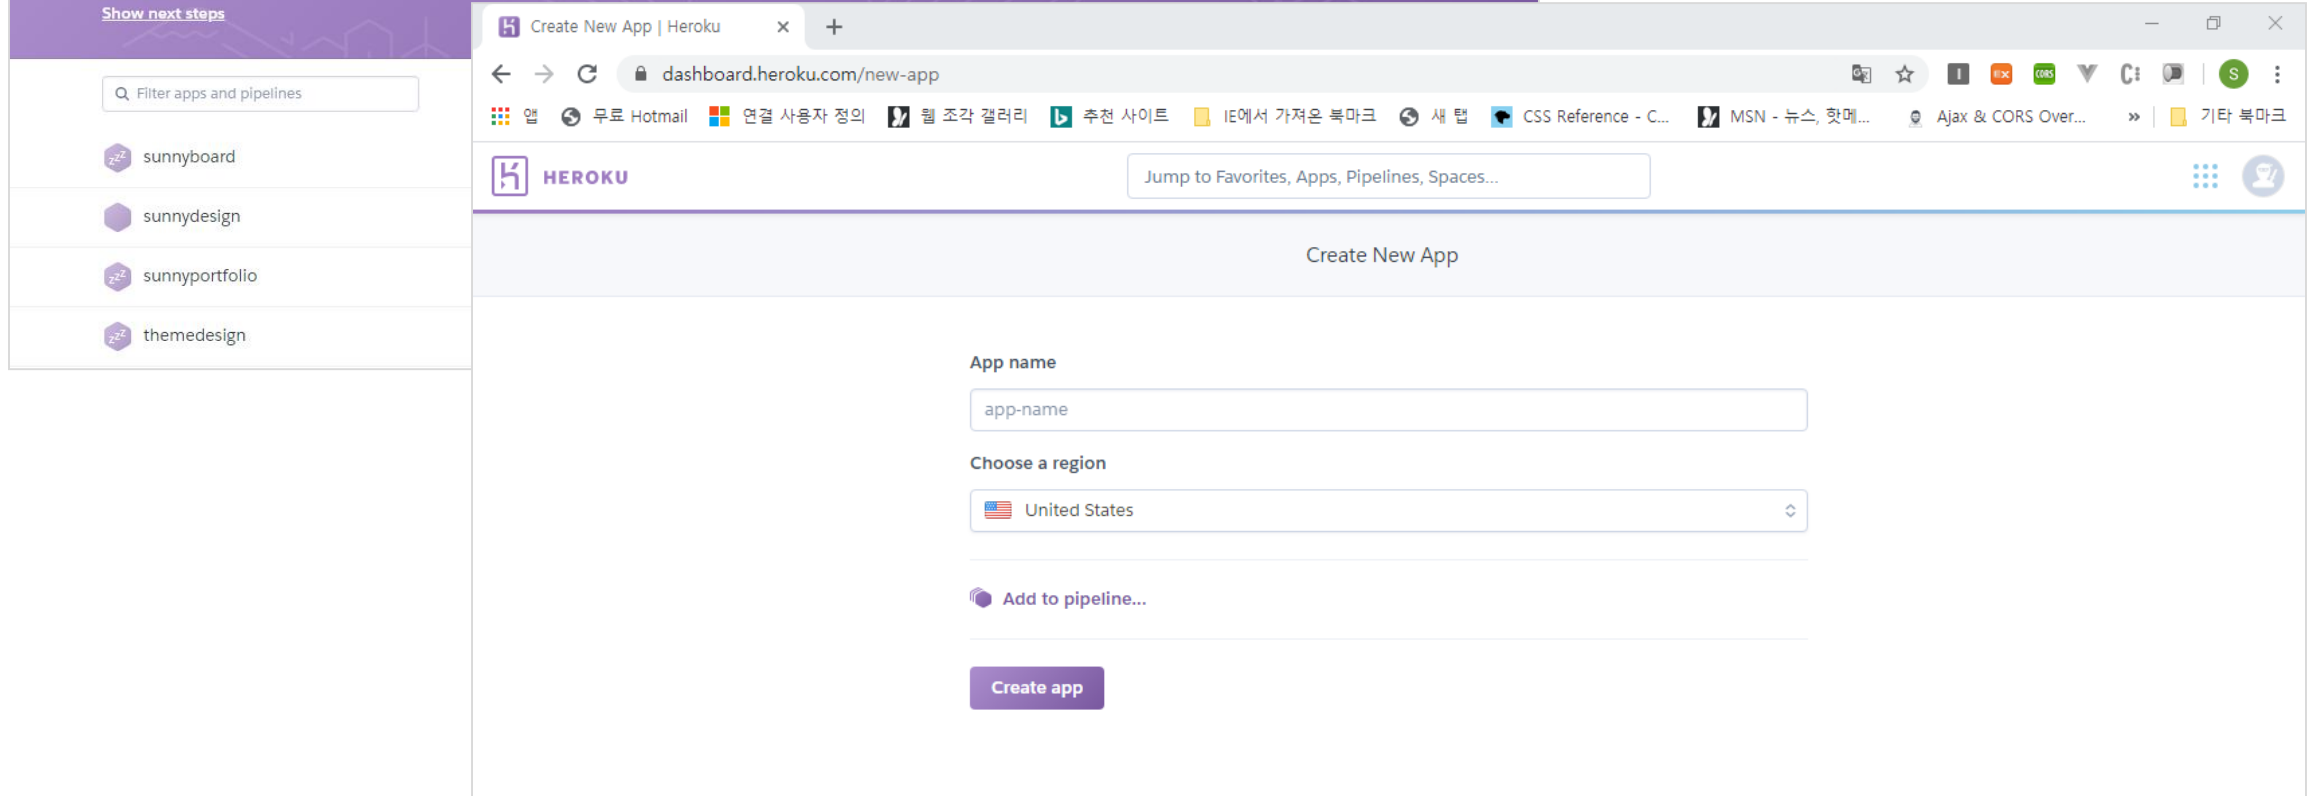 Show next steps
Filter apps and pipelines
sunnyboard
sunnydesign
sunnyportfolio
themedesign
Create New App | Heroku
dashboard.heroku.com/new-app
앱 무료 Hotmail 연결 사용자 정의 웹 조각 갤러리 추천 사이트 IE에서 가져온 북마크 새 탭 CSS Reference - C... MSN - 뉴스, 핫메... Ajax & CORS Over... » 기타 북마크
HEROKU
Jump to Favorites, Apps, Pipelines, Spaces...
Create New App
App name
app-name
Choose a region
United States
Add to pipeline...
Create app